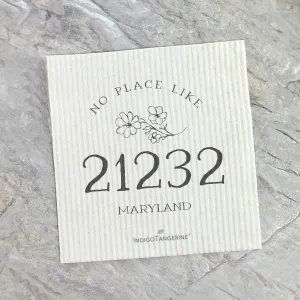 NO PLACE LIKE
21232
MARYLAND
INDIGOTANGERINE